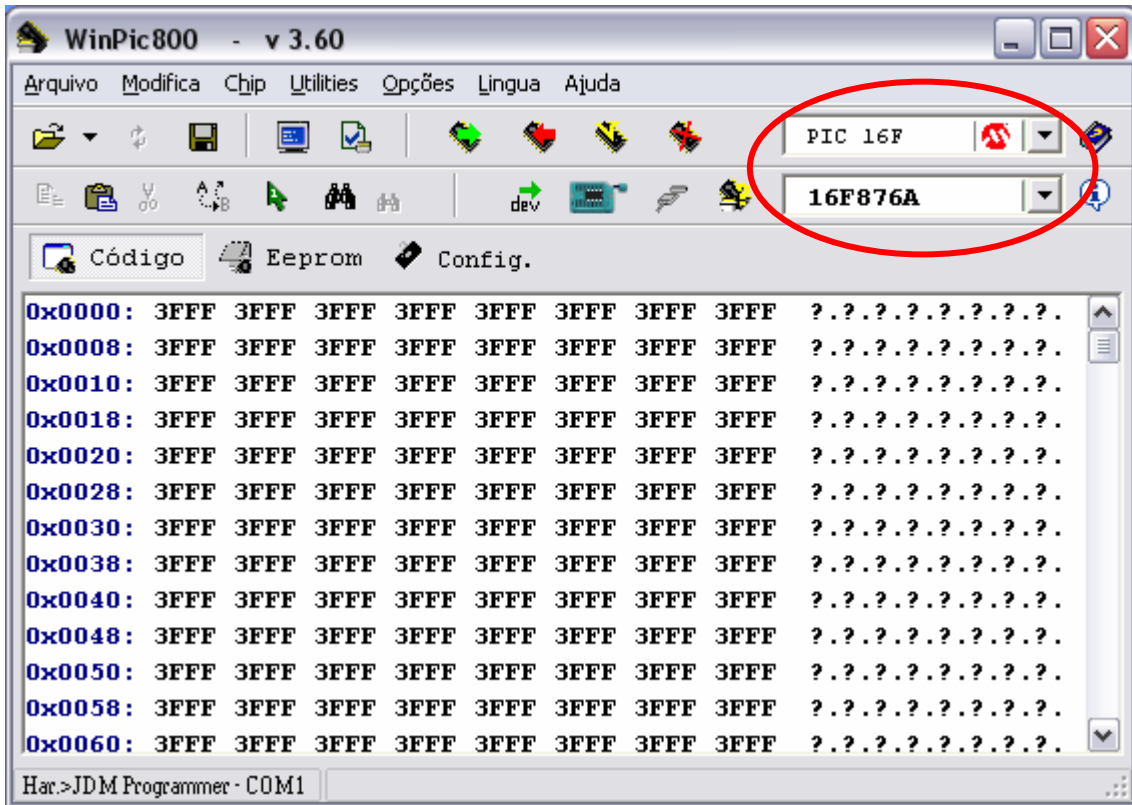 WinPic800 - v 3.60
Arquivo Modifica Chip Utilities Opções Lingua Ajuda
PIC 16F
dev 16F876A
Código Eeprom Config.
0x0000: 3FFF 3FFF 3FFF 3FFF 3FFF 3FFF 3FFF 3FFF ?.?.?.?.?.?.?.?.
0x0008: 3FFF 3FFF 3FFF 3FFF 3FFF 3FFF 3FFF 3FFF ?.?.?.?.?.?.?.?.
0x0010: 3FFF 3FFF 3FFF 3FFF 3FFF 3FFF 3FFF 3FFF ?.?.?.?.?.?.?.?.
0x0018: 3FFF 3FFF 3FFF 3FFF 3FFF 3FFF 3FFF 3FFF ?.?.?.?.?.?.?.?.
0x0020: 3FFF 3FFF 3FFF 3FFF 3FFF 3FFF 3FFF 3FFF ?.?.?.?.?.?.?.?.
0x0028: 3FFF 3FFF 3FFF 3FFF 3FFF 3FFF 3FFF 3FFF ?.?.?.?.?.?.?.?.
0x0030: 3FFF 3FFF 3FFF 3FFF 3FFF 3FFF 3FFF 3FFF ?.?.?.?.?.?.?.?.
0x0038: 3FFF 3FFF 3FFF 3FFF 3FFF 3FFF 3FFF 3FFF ?.?.?.?.?.?.?.?.
0x0040: 3FFF 3FFF 3FFF 3FFF 3FFF 3FFF 3FFF 3FFF ?.?.?.?.?.?.?.?.
0x0048: 3FFF 3FFF 3FFF 3FFF 3FFF 3FFF 3FFF 3FFF ?.?.?.?.?.?.?.?.
0x0050: 3FFF 3FFF 3FFF 3FFF 3FFF 3FFF 3FFF 3FFF ?.?.?.?.?.?.?.?.
0x0058: 3FFF 3FFF 3FFF 3FFF 3FFF 3FFF 3FFF 3FFF ?.?.?.?.?.?.?.?.
0x0060: 3FFF 3FFF 3FFF 3FFF 3FFF 3FFF 3FFF 3FFF ?.?.?.?.?.?.?.?.
Har.>JDM Programmer - COM1